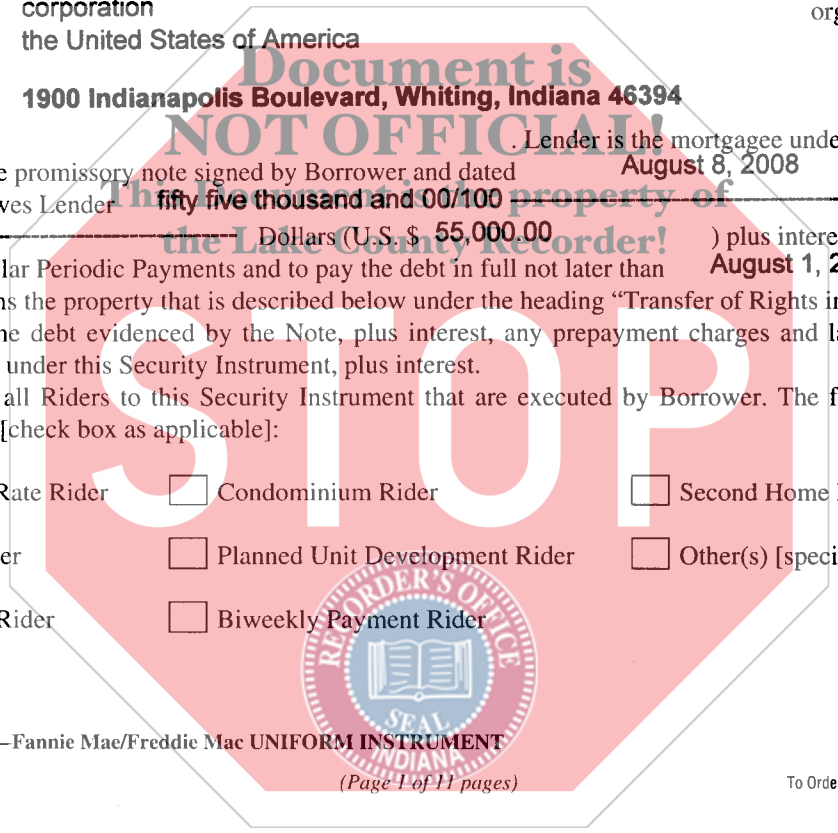 corporation
org
the United States of America
1900 Indianapolis Boulevard, Whiting, Indiana 46394
Document is
NOT OFFICIAL!
. Lender is the mortgagee unde
e promissory note signed by Borrower and dated August 8, 2008
ves Lender fifty five thousand and 00/100
This Document is the property of
Dollars (U.S. $ 55,000.00 ) plus intere
the Lake County Recorder!
lar Periodic Payments and to pay the debt in full not later than August 1, 2
ns the property that is described below under the heading “Transfer of Rights in
he debt evidenced by the Note, plus interest, any prepayment charges and la
under this Security Instrument, plus interest.
all Riders to this Security Instrument that are executed by Borrower. The f
[check box as applicable]:
STOP
Rate Rider Condominium Rider Second Home
er Planned Unit Development Rider Other(s) [speci
Rider Biweekly Payment Rider
RECORDER'S OFFICE
SEAL
INDIANA
–Fannie Mae/Freddie Mac UNIFORM INSTRUMENT
(Page 1 of 11 pages)
To Orde